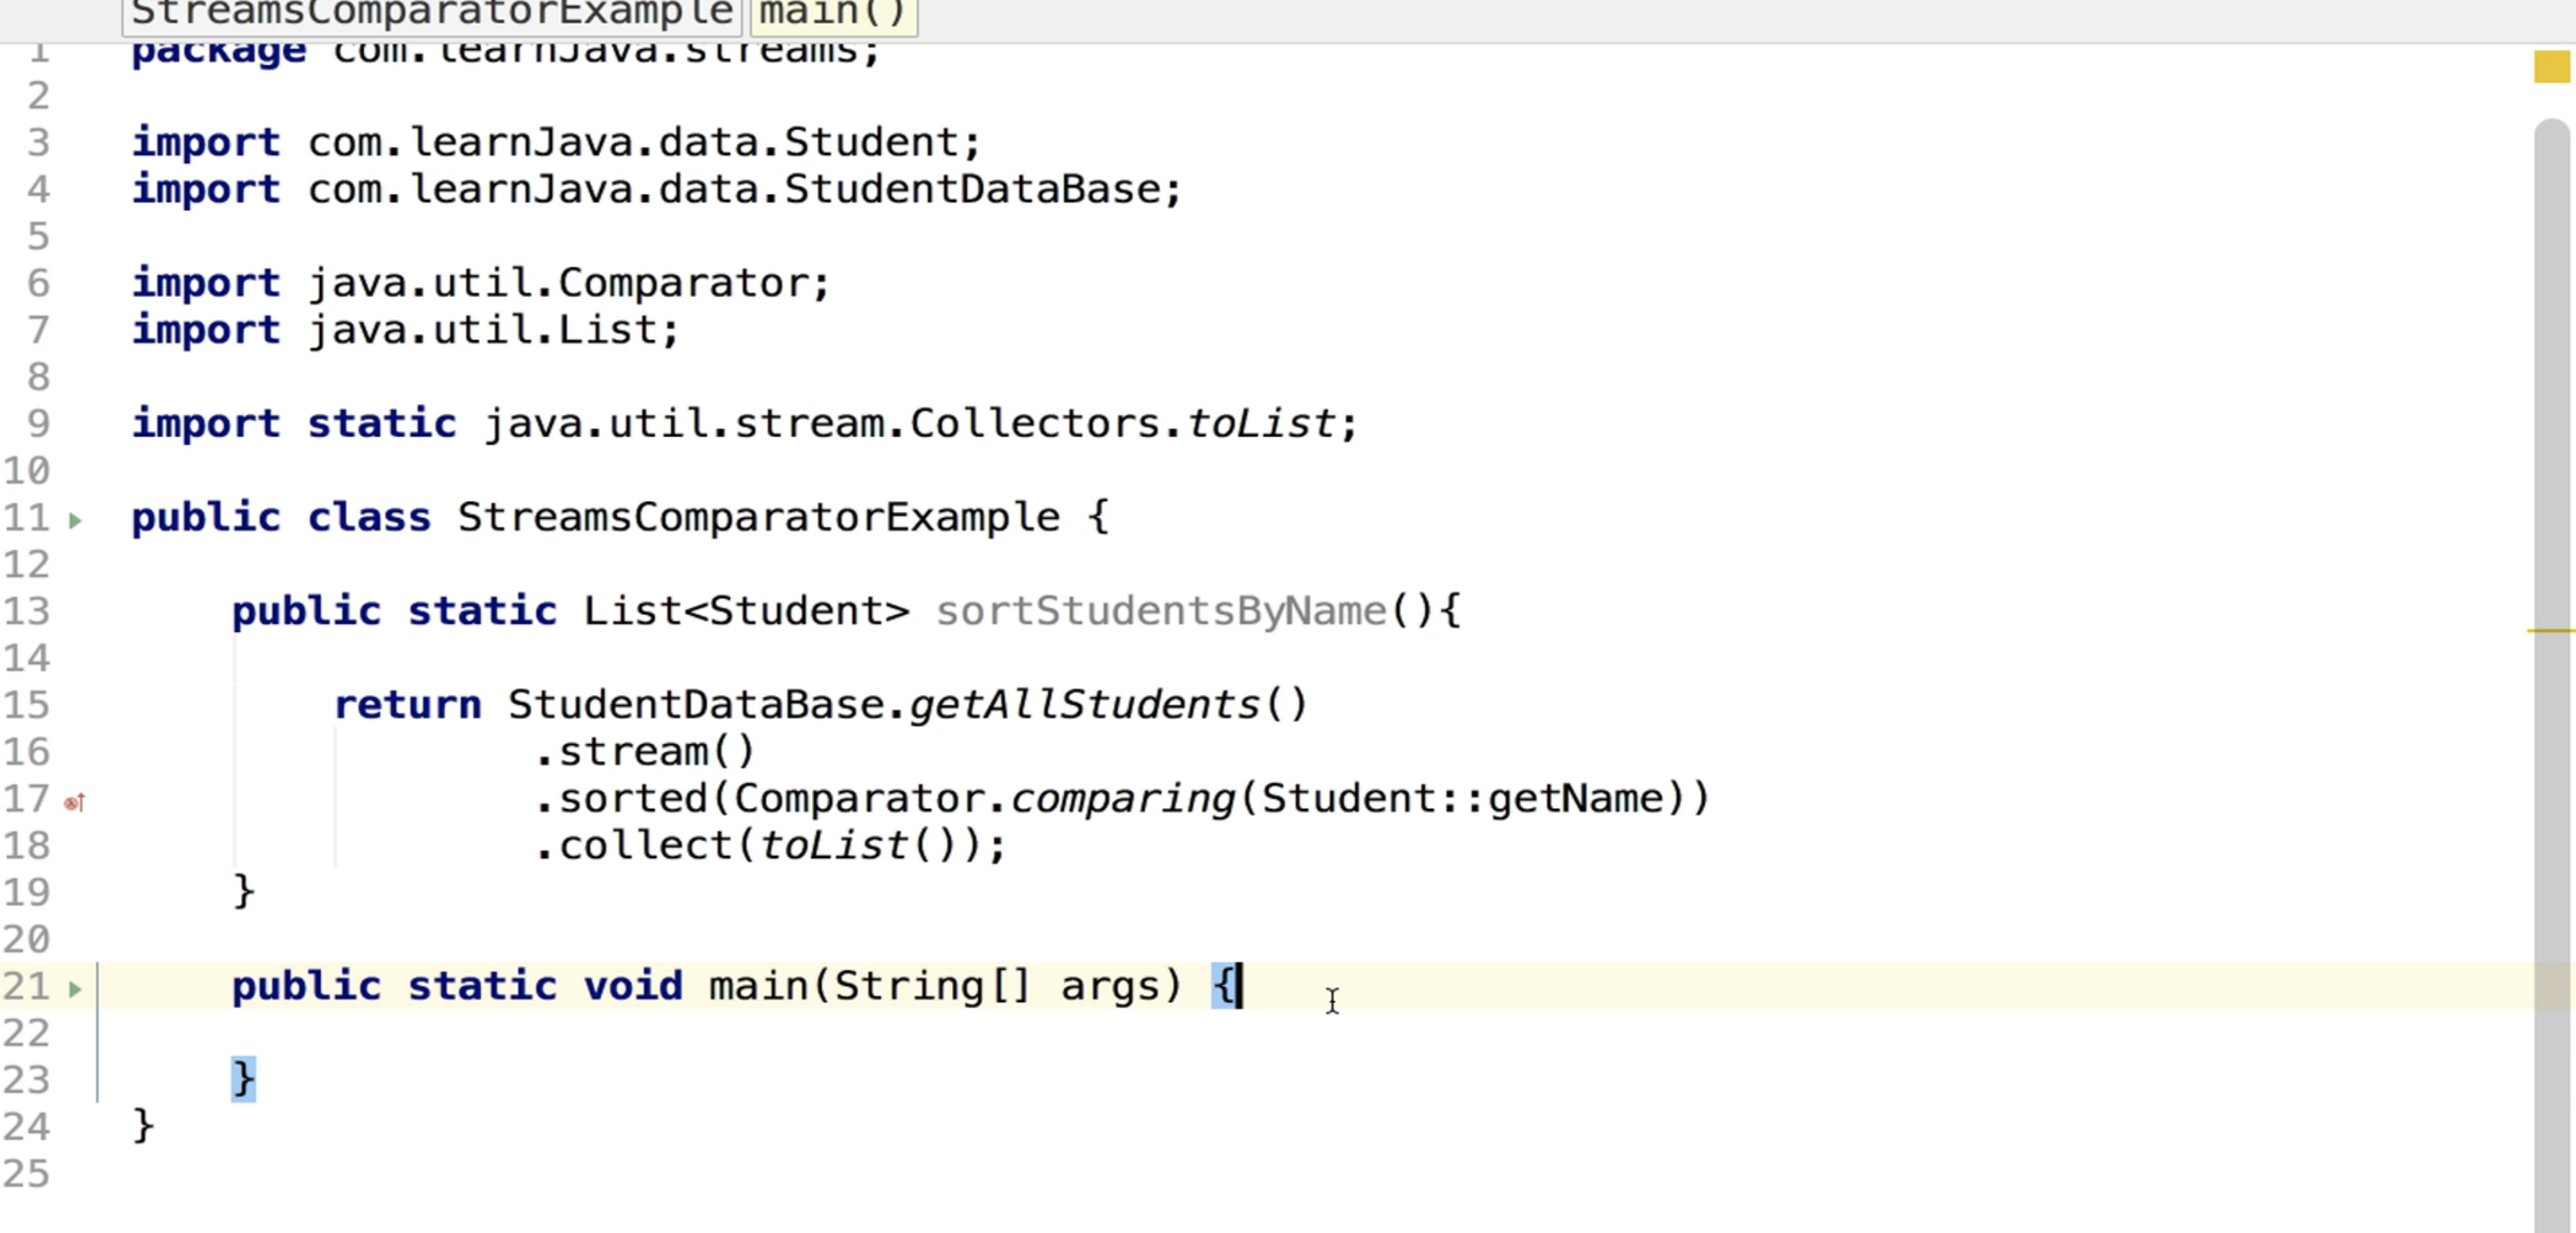 StreamsComparatorExample main()
1 package com.learnJava.streams;
2
3 import com.learnJava.data.Student;
4 import com.learnJava.data.StudentDataBase;
5
6 import java.util.Comparator;
7 import java.util.List;
8
9 import static java.util.stream.Collectors.toList;
10
11 public class StreamsComparatorExample {
12
13 public static List<Student> sortStudentsByName(){
14
15 return StudentDataBase.getAllStudents()
16 .stream()
17 .sorted(Comparator.comparing(Student::getName))
18 .collect(toList());
19 }
20
21 public static void main(String[] args) {
22
23 }
24 }
25